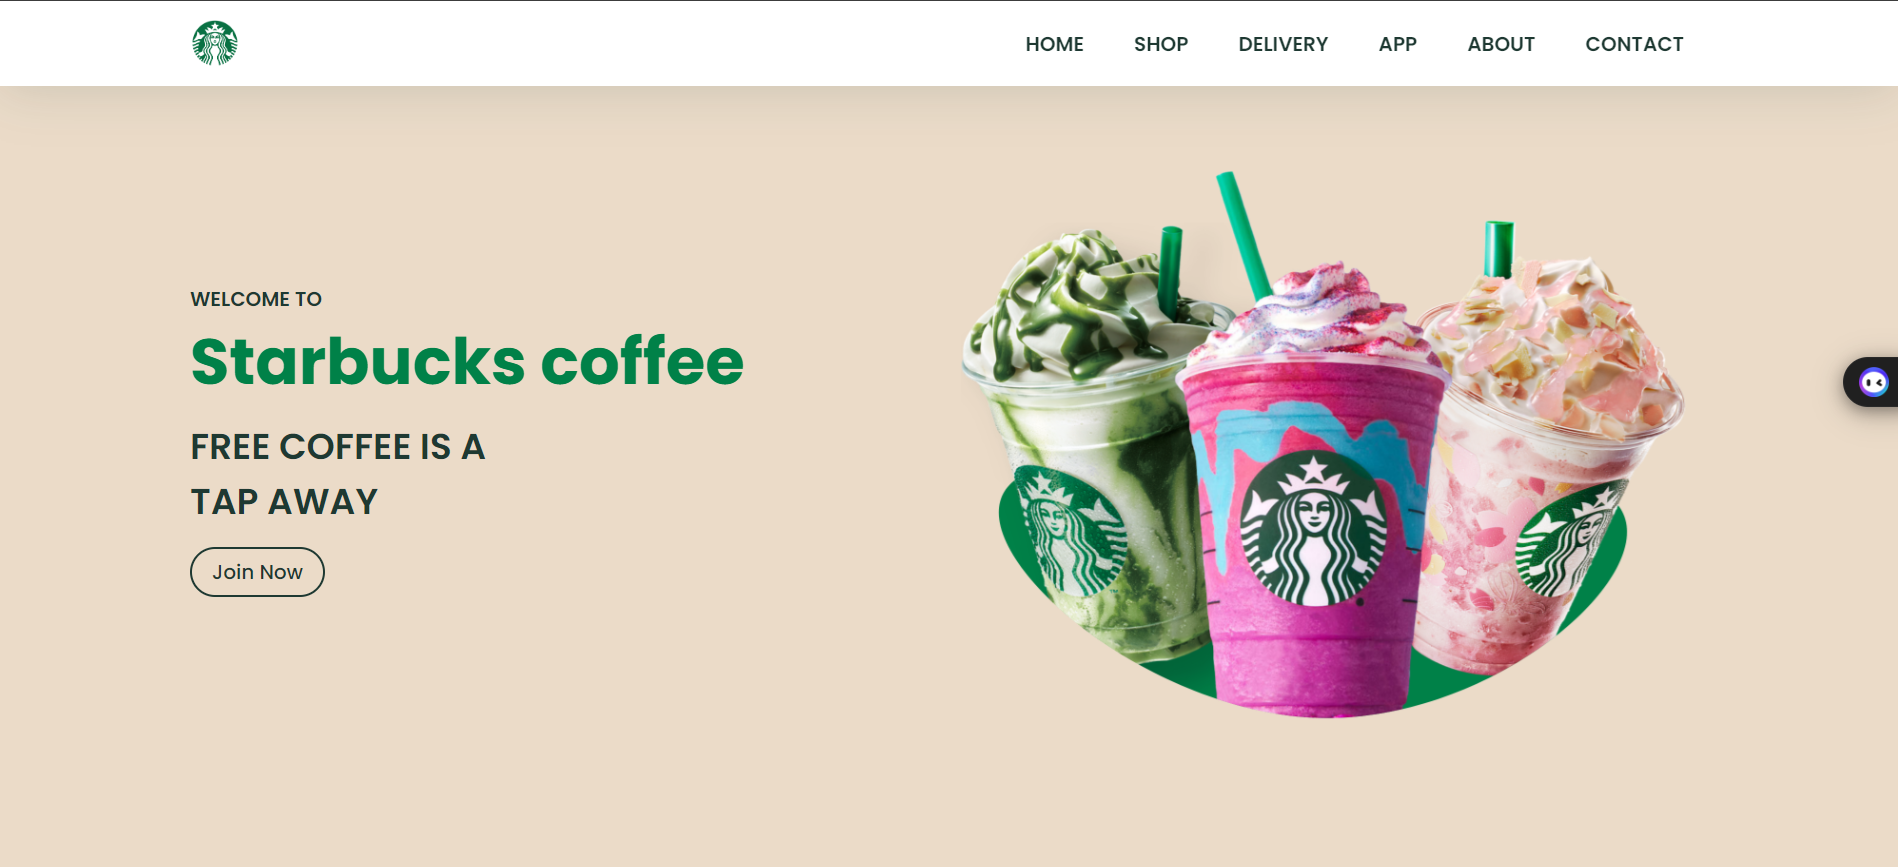 HOME SHOP DELIVERY APP ABOUT CONTACT
WELCOME TO
Starbucks coffee
FREE COFFEE IS A
TAP AWAY
Join Now